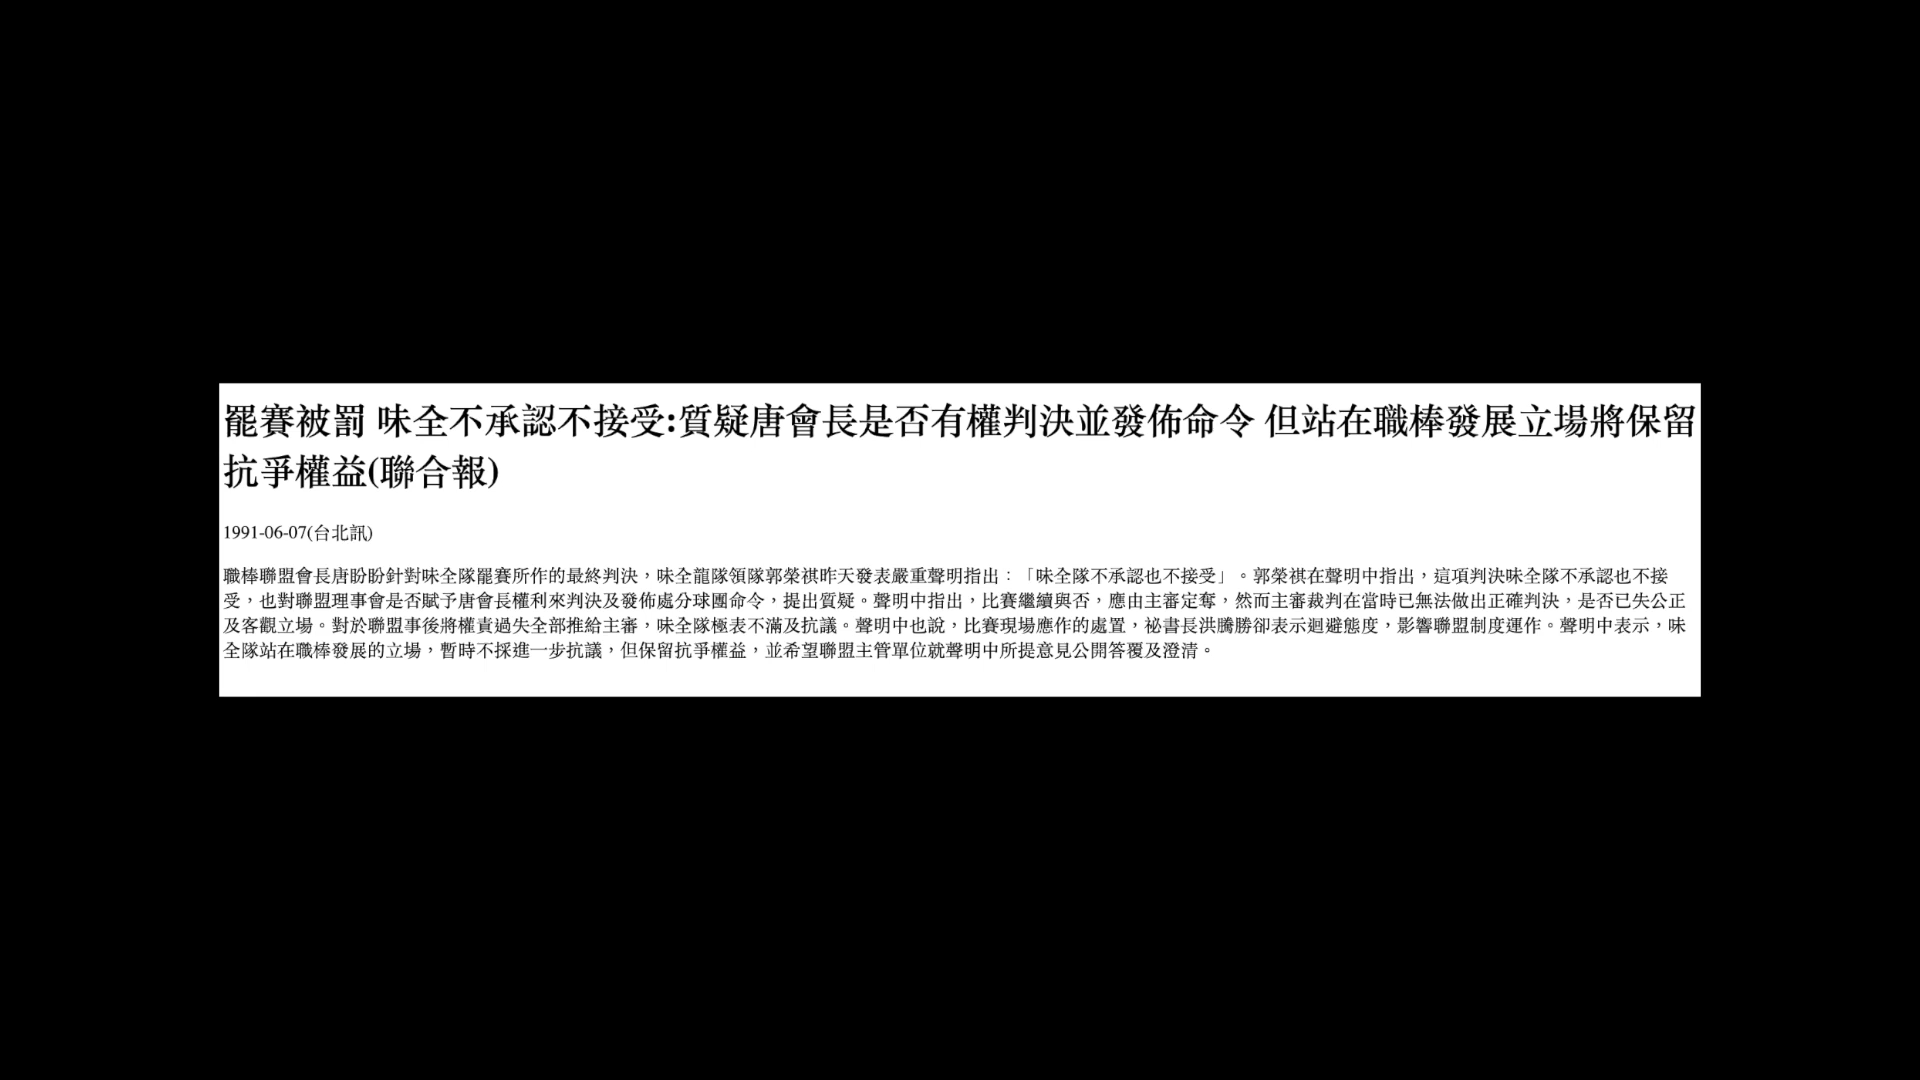 罷賽被罰 味全不承認不接受:質疑唐會長是否有權判決並發佈命令 但站在職棒發展立場將保留
抗爭權益(聯合報)
1991-06-07(台北訊)
職棒聯盟會長唐盼盼針對味全隊罷賽所作的最終判決，味全龍隊領隊郭榮祺昨天發表嚴重聲明指出：「味全隊不承認也不接受」。郭榮祺在聲明中指出，這項判決味全隊不承認也不接
受，也對聯盟理事會是否賦予唐會長權利來判決及發佈處分球團命令，提出質疑。聲明中指出，比賽繼續與否，應由主審定奪，然而主審裁判在當時已無法做出正確判決，是否已失公正
及客觀立場。對於聯盟事後將權責過失全部推給主審，味全隊極表不滿及抗議。聲明中也說，比賽現場應作的處置，祕書長洪騰勝卻表示迴避態度，影響聯盟制度運作。聲明中表示，味
全隊站在職棒發展的立場，暫時不採進一步抗議，但保留抗爭權益，並希望聯盟主管單位就聲明中所提意見公開答覆及澄清。